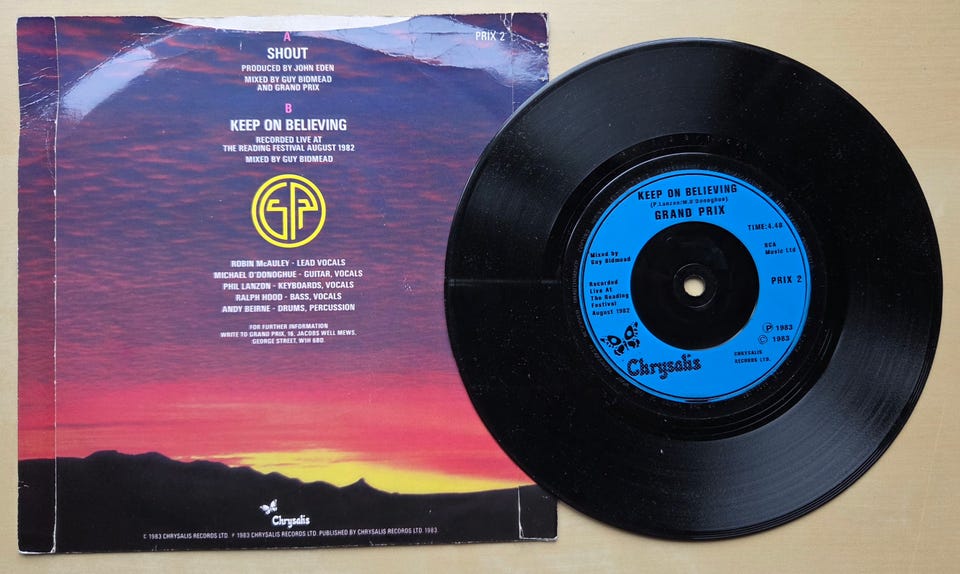 PRIX 2
A
SHOUT
PRODUCED BY JOHN EDEN
MIXED BY GUY BIDMEAD
AND GRAND PRIX
B
KEEP ON BELIEVING
RECORDED LIVE AT
THE READING FESTIVAL AUGUST 1982
MIXED BY GUY BIDMEAD
GP
ROBIN McAULEY - LEAD VOCALS
MICHAEL O'DONOGHUE - GUITAR, VOCALS
PHIL LANZON - KEYBOARDS, VOCALS
RALPH HOOD - BASS, VOCALS
ANDY BEIRNE - DRUMS, PERCUSSION
FOR FURTHER INFORMATION
WRITE TO GRAND PRIX, 16, JACOBS WELL MEWS,
GEORGE STREET, W1H 6BD.
Chrysalis
© 1983 CHRYSALIS RECORDS LTD. ℗ 1983 CHRYSALIS RECORDS LTD. PUBLISHED BY CHRYSALIS RECORDS LTD. 1983.
KEEP ON BELIEVING
(P.Lanzon/M.O'Donoghue)
GRAND PRIX
TIME:4.48
Mixed by
Guy Bidmead
RCA
Music Ltd
Recorded
Live At
The Reading
Festival
August 1982
PRIX 2
℗ 1983
© 1983
Chrysalis
CHRYSALIS
RECORDS LTD.